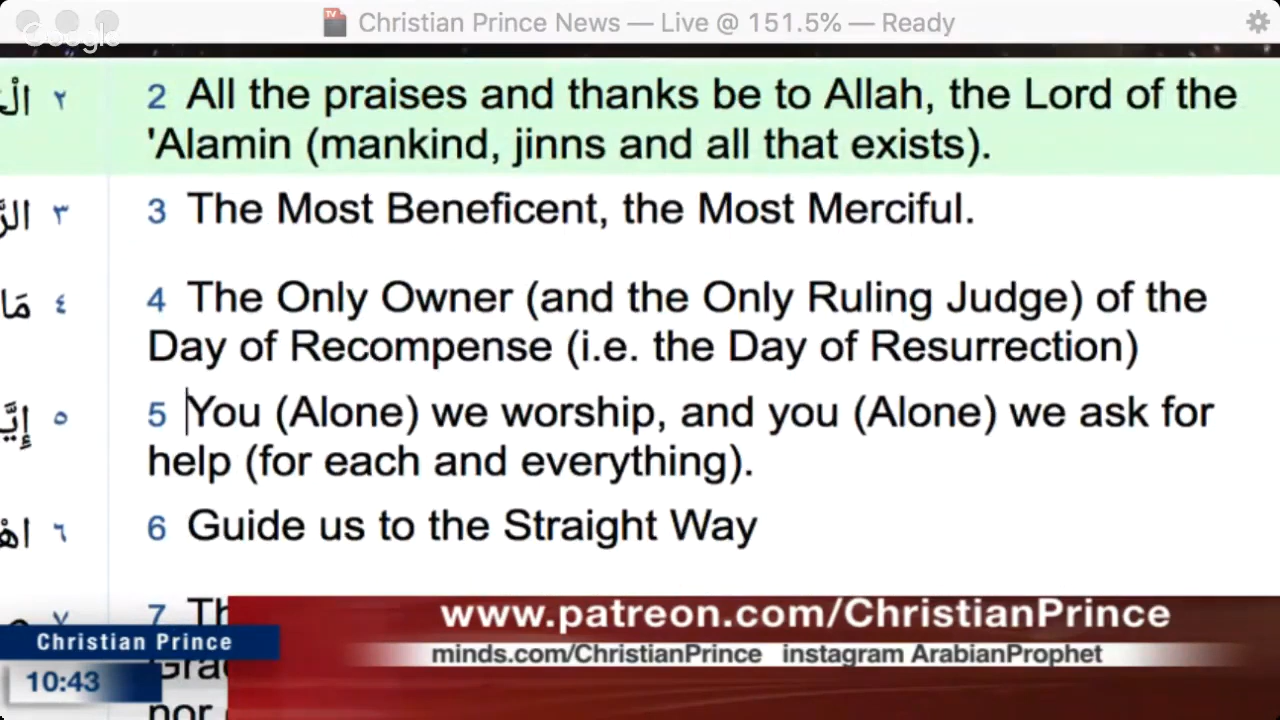 Christian Prince News — Live @ 151.5% — Ready
Google
٢
2 All the praises and thanks be to Allah, the Lord of the
'Alamin (mankind, jinns and all that exists).
٣
3 The Most Beneficent, the Most Merciful.
٤
4 The Only Owner (and the Only Ruling Judge) of the
Day of Recompense (i.e. the Day of Resurrection)
٥
5 You (Alone) we worship, and you (Alone) we ask for
help (for each and everything).
٦
6 Guide us to the Straight Way
٧
7
nor
www.patreon.com/ChristianPrince
Christian Prince
minds.com/ChristianPrince instagram ArabianProphet
10:43